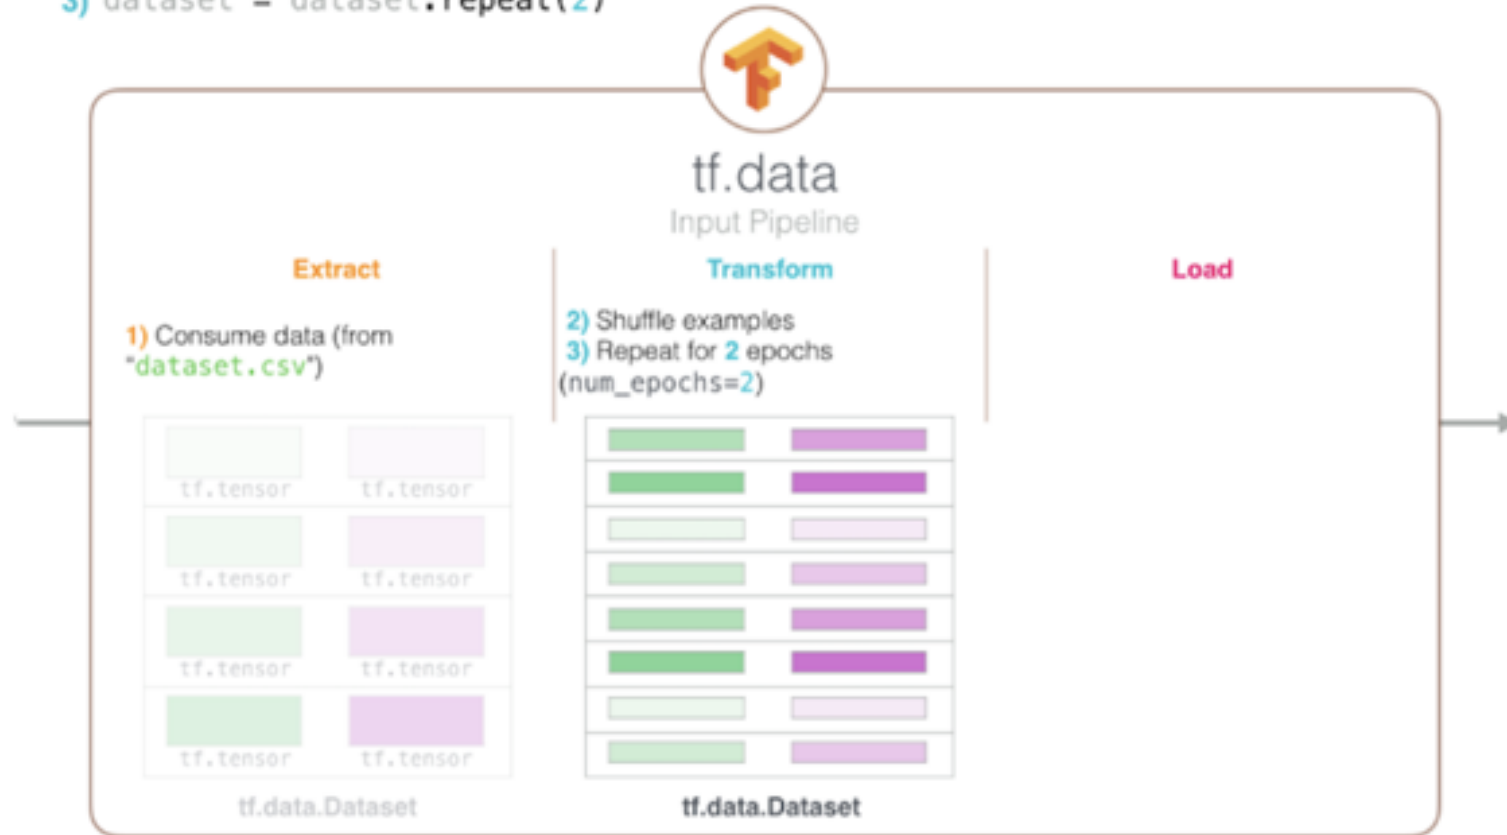 3) dataset = dataset.repeat(2)
tf.data
Input Pipeline
Extract
Transform
Load
1) Consume data (from
"dataset.csv")
2) Shuffle examples
3) Repeat for 2 epochs
(num_epochs=2)
tf.tensor tf.tensor
tf.tensor tf.tensor
tf.tensor tf.tensor
tf.tensor tf.tensor
tf.data.Dataset
tf.data.Dataset